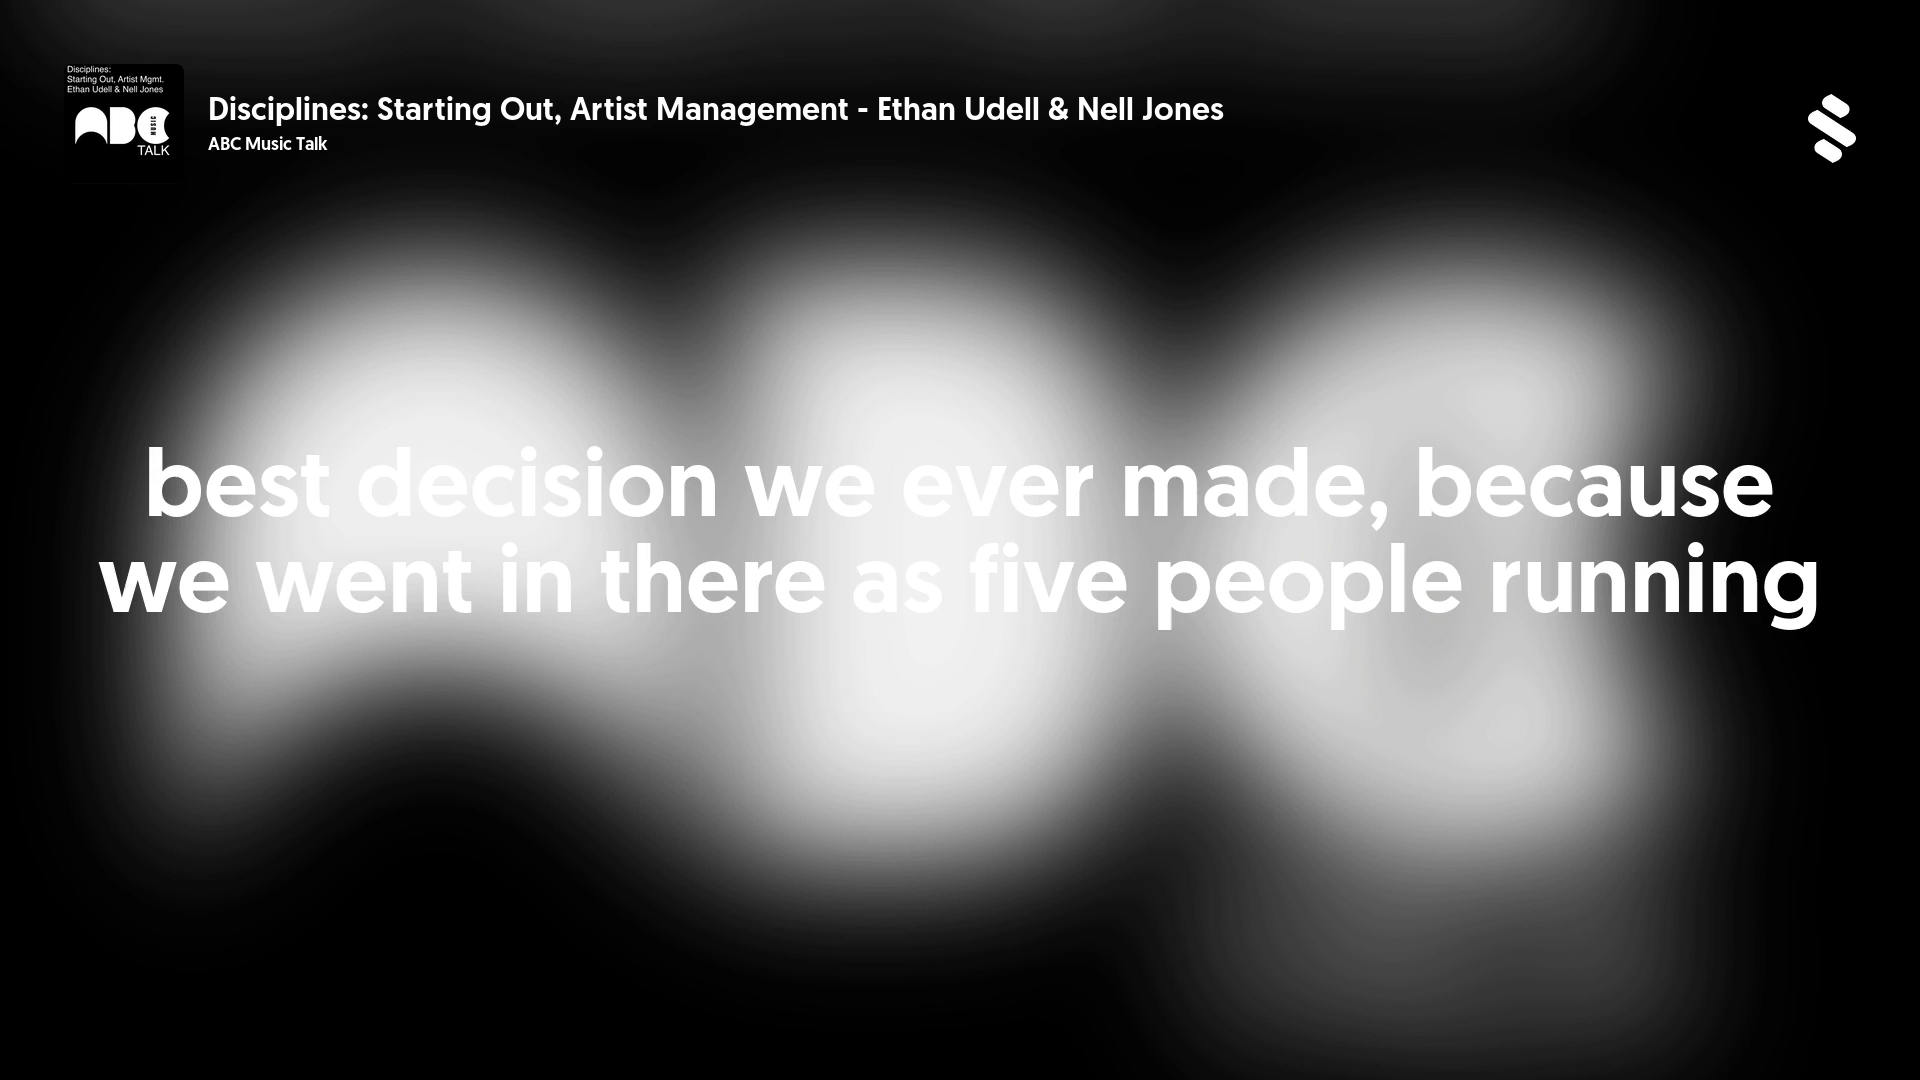 Disciplines:
Starting Out, Artist Mgmt.
Ethan Udell & Nell Jones
ABC
MUSIC
TALK
Disciplines: Starting Out, Artist Management - Ethan Udell & Nell Jones
ABC Music Talk
best decision we ever made, because
we went in there as five people running